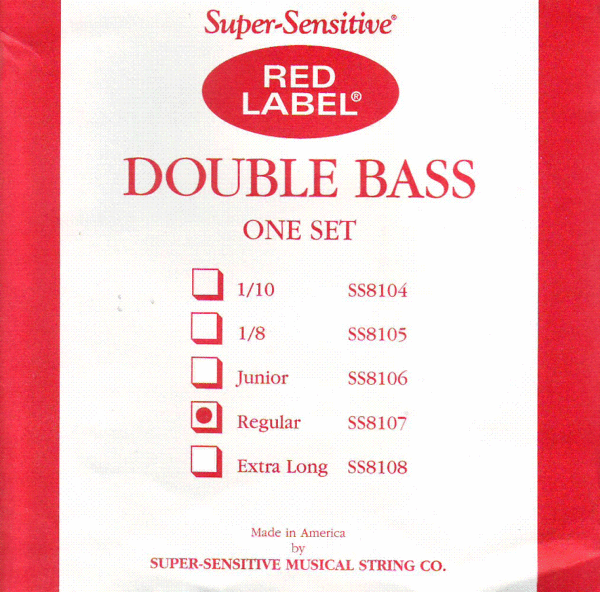 Super-Sensitive®
RED
LABEL®
DOUBLE BASS
ONE SET
1/10 SS8104
1/8 SS8105
Junior SS8106
Regular SS8107
Extra Long SS8108
Made in America
by
SUPER-SENSITIVE MUSICAL STRING CO.